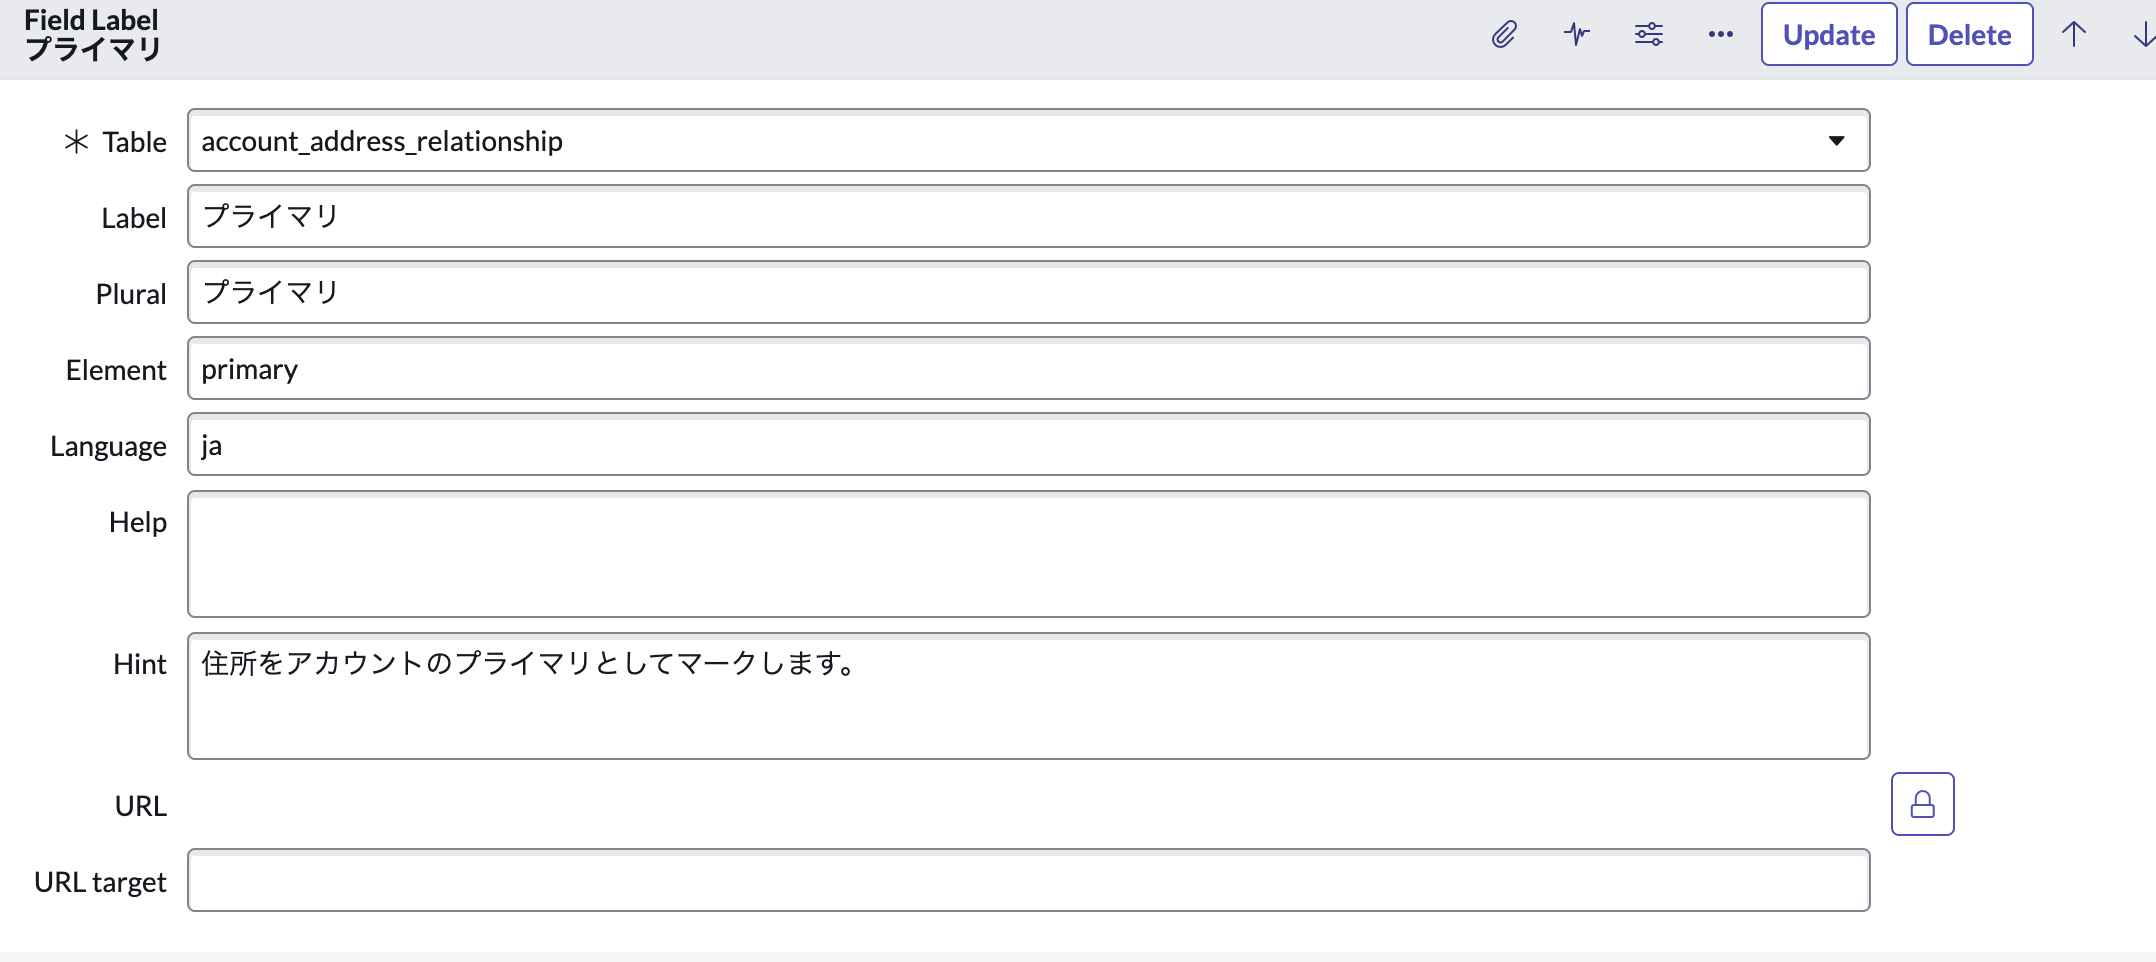 Field Label
プライマリ
Update
Delete
Table
account_address_relationship
Label
プライマリ
Plural
プライマリ
Element
primary
Language
ja
Help
Hint
住所をアカウントのプライマリとしてマークします。
URL
URL target